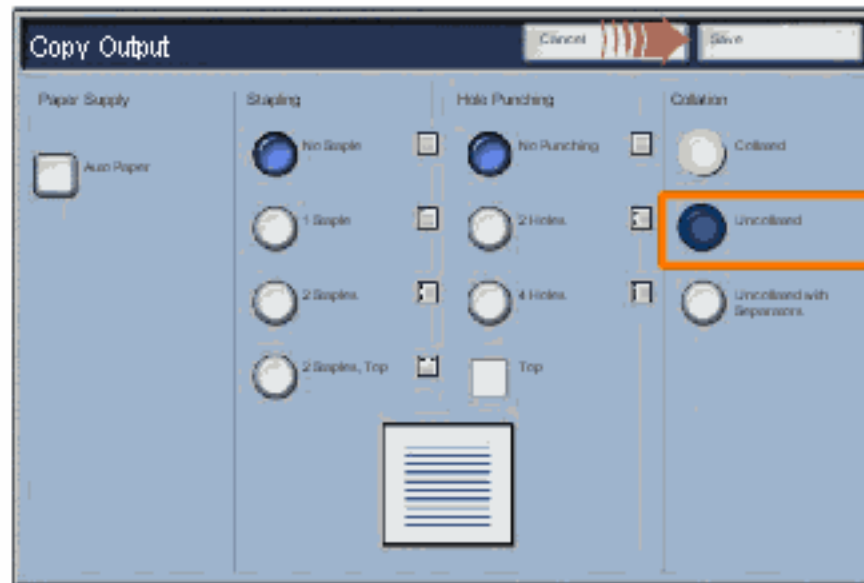 Copy Output
Cancel
Save
Paper Supply
Auto Paper
Stapling
No Staple
1 Staple
2 Staples
2 Staples, Top
Hole Punching
No Punching
2 Holes
4 Holes
Top
Collation
Collated
Uncollated
Uncollated with
Separators